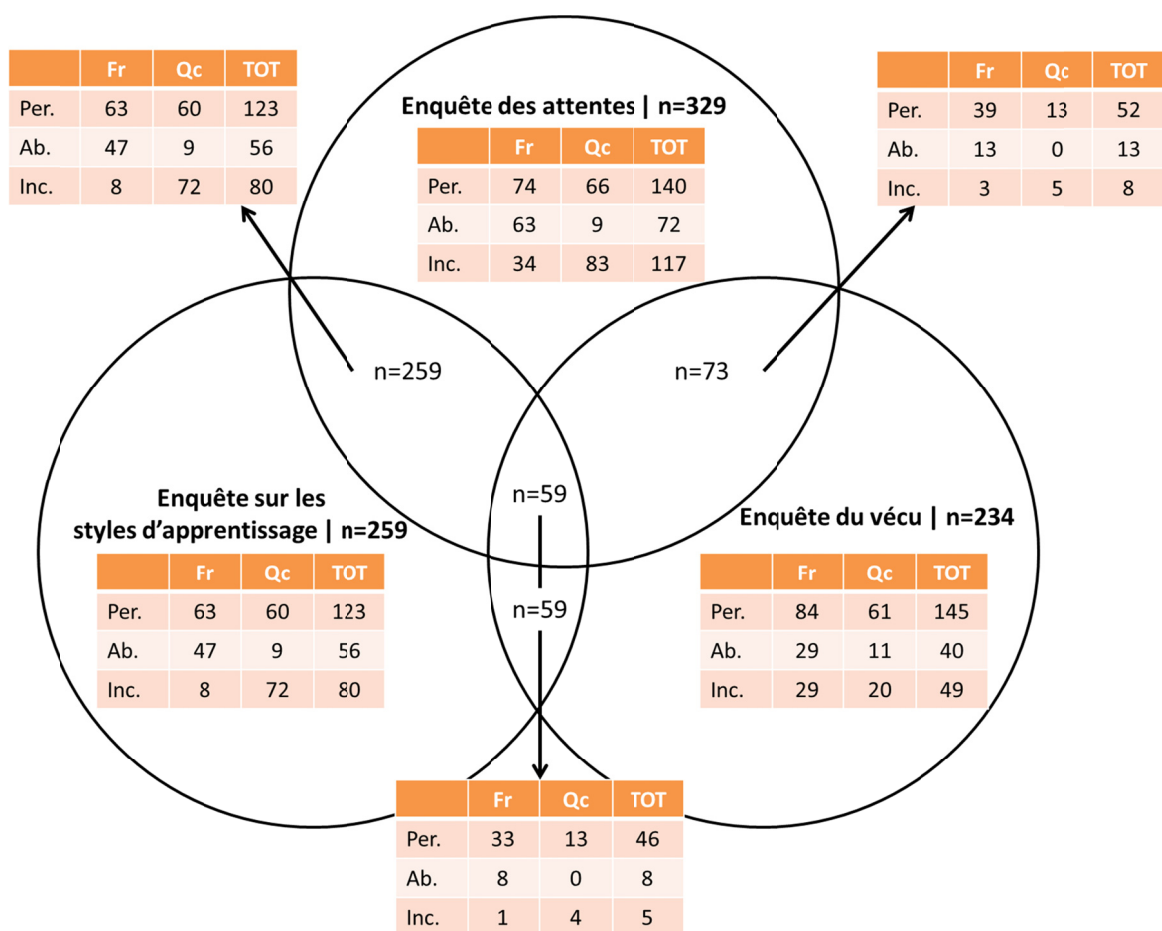 Fr Qc TOT
Per. 63 60 123
Ab. 47 9 56
Inc. 8 72 80
Enquête des attentes | n=329
Fr Qc TOT
Per. 74 66 140
Ab. 63 9 72
Inc. 34 83 117
Fr Qc TOT
Per. 39 13 52
Ab. 13 0 13
Inc. 3 5 8
n=259
n=73
n=59
n=59
Enquête sur les
styles d'apprentissage | n=259
Fr Qc TOT
Per. 63 60 123
Ab. 47 9 56
Inc. 8 72 80
Enquête du vécu | n=234
Fr Qc TOT
Per. 84 61 145
Ab. 29 11 40
Inc. 29 20 49
Fr Qc TOT
Per. 33 13 46
Ab. 8 0 8
Inc. 1 4 5